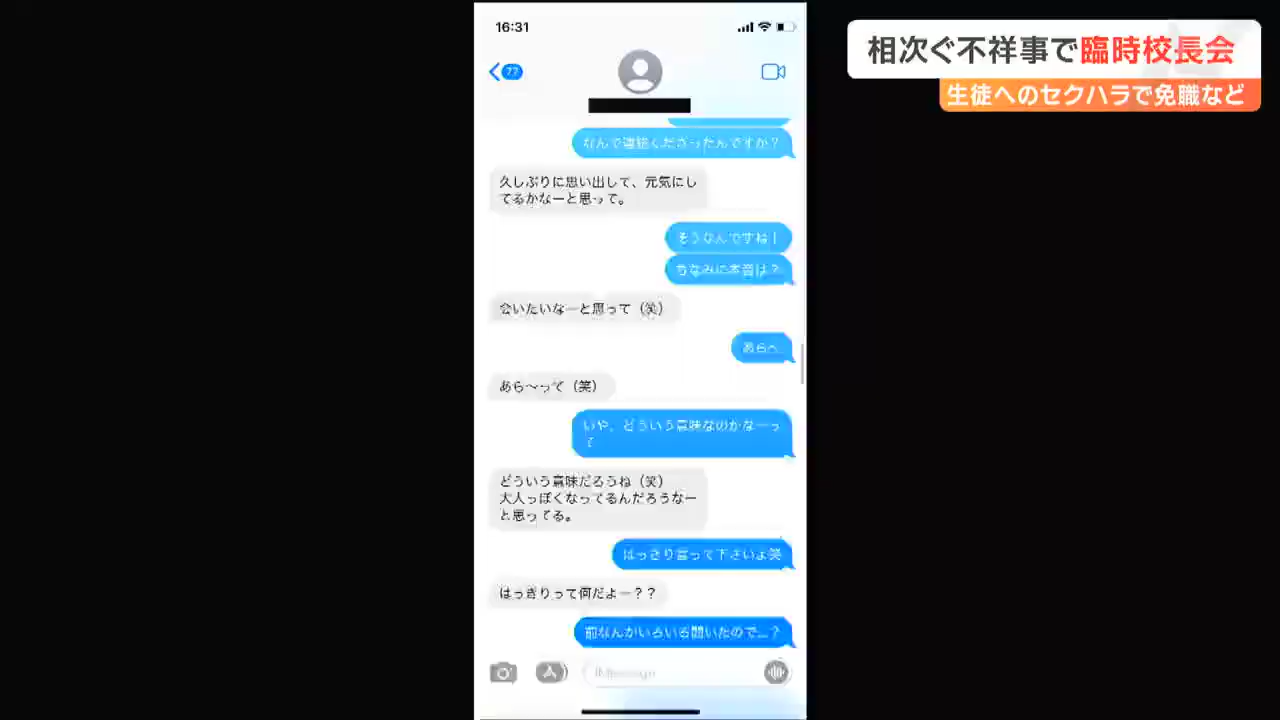 16:31
相次ぐ不祥事で臨時校長会
生徒へのセクハラで免職など
77
なんで連絡くださったんですか？
久しぶりに思い出して、元気にし
てるかなーと思って。
そうなんですね！
ちなみに本音は？
会いたいなーと思って（笑）
あらへ
あら〜って（笑）
いや、どういう意味なのかなーっ
て
どういう意味だろうね（笑）
大人っぽくなってるんだろうなー
と思ってる。
はっきり言って下さいよ笑
はっきりって何だよー？？
前なんかいろいろ聞いたので…？
iMessage